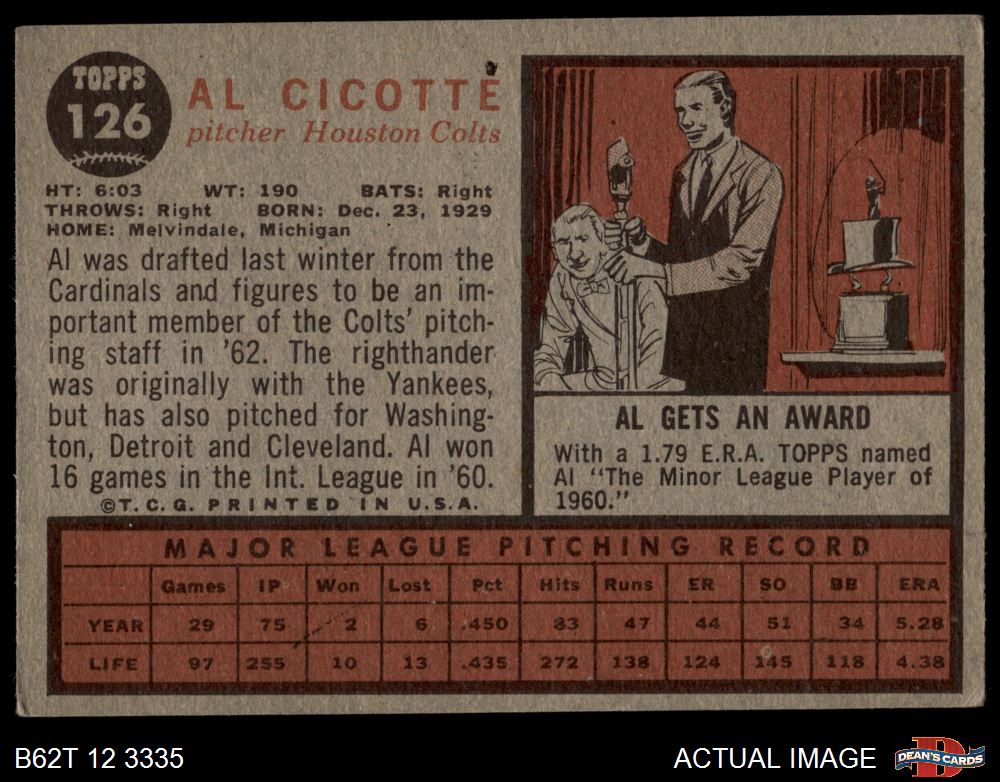 TOPPS
126
AL CICOTTE
pitcher Houston Colts
HT: 6:03 WT: 190 BATS: Right
THROWS: Right BORN: Dec. 23, 1929
HOME: Melvindale, Michigan
Al was drafted last winter from the
Cardinals and figures to be an im-
portant member of the Colts' pitch-
ing staff in '62. The righthander
was originally with the Yankees,
but has also pitched for Washing-
ton, Detroit and Cleveland. Al won
16 games in the Int. League in '60.
©T.C.G. PRINTED IN U.S.A.
AL GETS AN AWARD
With a 1.79 E.R.A. TOPPS named
Al "The Minor League Player of
1960."
MAJOR LEAGUE PITCHING RECORD
Games IP Won Lost Pct Hits Runs ER SO BB ERA
YEAR 29 75 2 6 .450 83 47 44 51 34 5.28
LIFE 97 255 10 13 .435 272 138 124 145 118 4.38
B62T 12 3335
ACTUAL IMAGE
D
DEAN'S CARDS